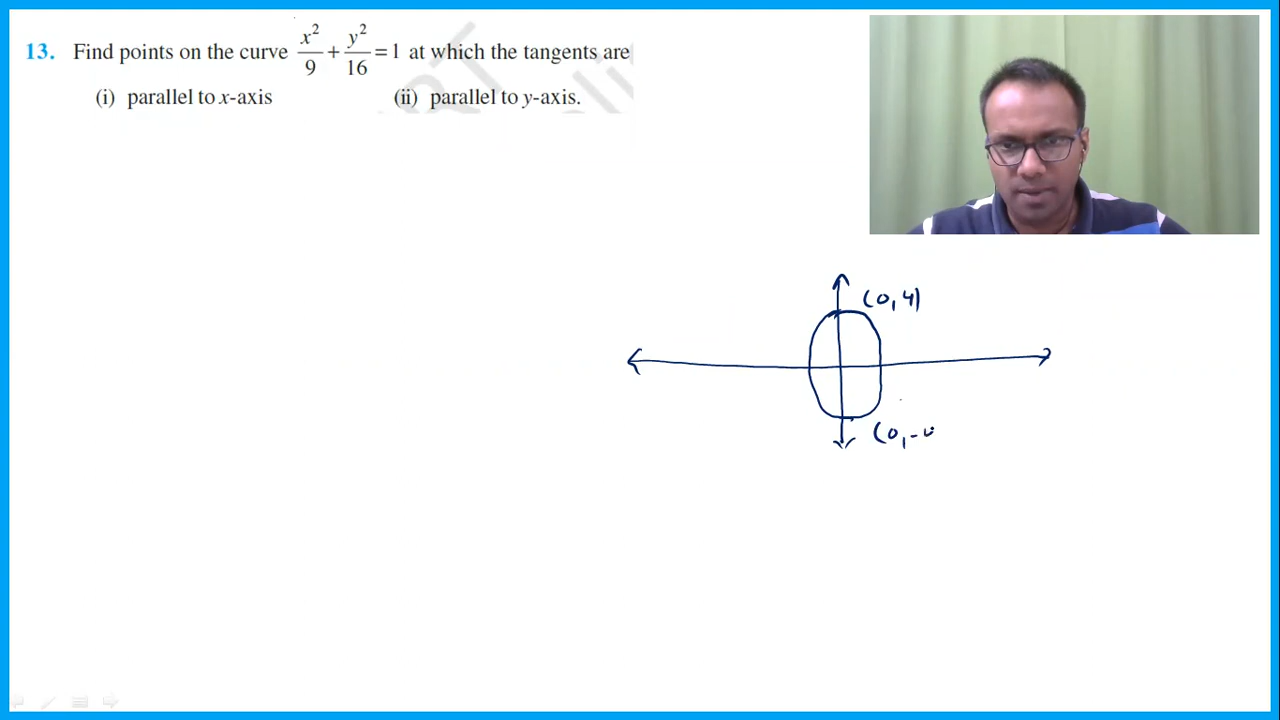 13. Find points on the curve x²/9 + y²/16 = 1 at which the tangents are
(i) parallel to x-axis (ii) parallel to y-axis.
(0, 4)
(0, -